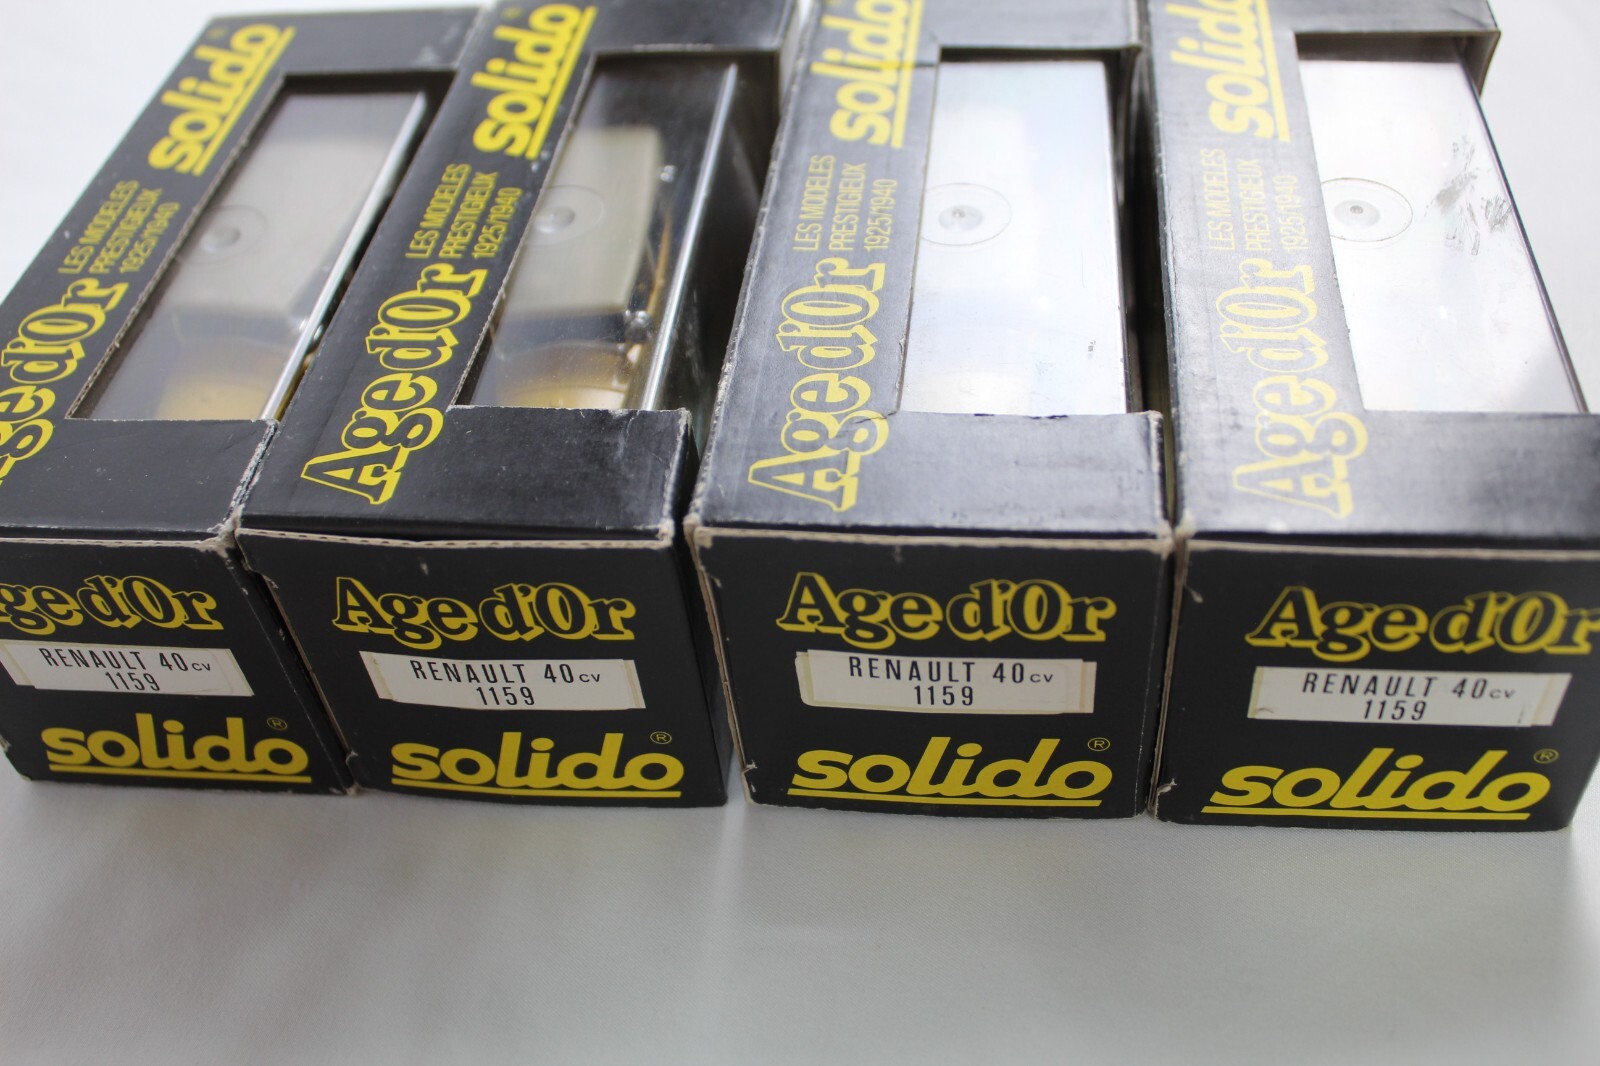 solido
LES MODELES
PRESTIGIEUX
1925/1940
Age d'Or
solido
LES MODELES
PRESTIGIEUX
1925/1940
Age d'Or
solido
LES MODELES
PRESTIGIEUX
1925/1940
Age d'Or
solido
LES MODELES
PRESTIGIEUX
1925/1940
Age d'Or
ge d'Or
RENAULT 40 CV
1159
solido ®
Age d'Or
RENAULT 40 CV
1159
solido ®
Age d'Or
RENAULT 40 CV
1159
solido ®
Age d'Or
RENAULT 40 CV
1159
solido ®